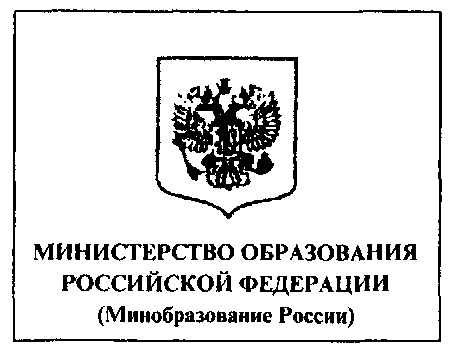 МИНИСТЕРСТВО ОБРАЗОВАНИЯ
РОССИЙСКОЙ ФЕДЕРАЦИИ
(Минобразование России)